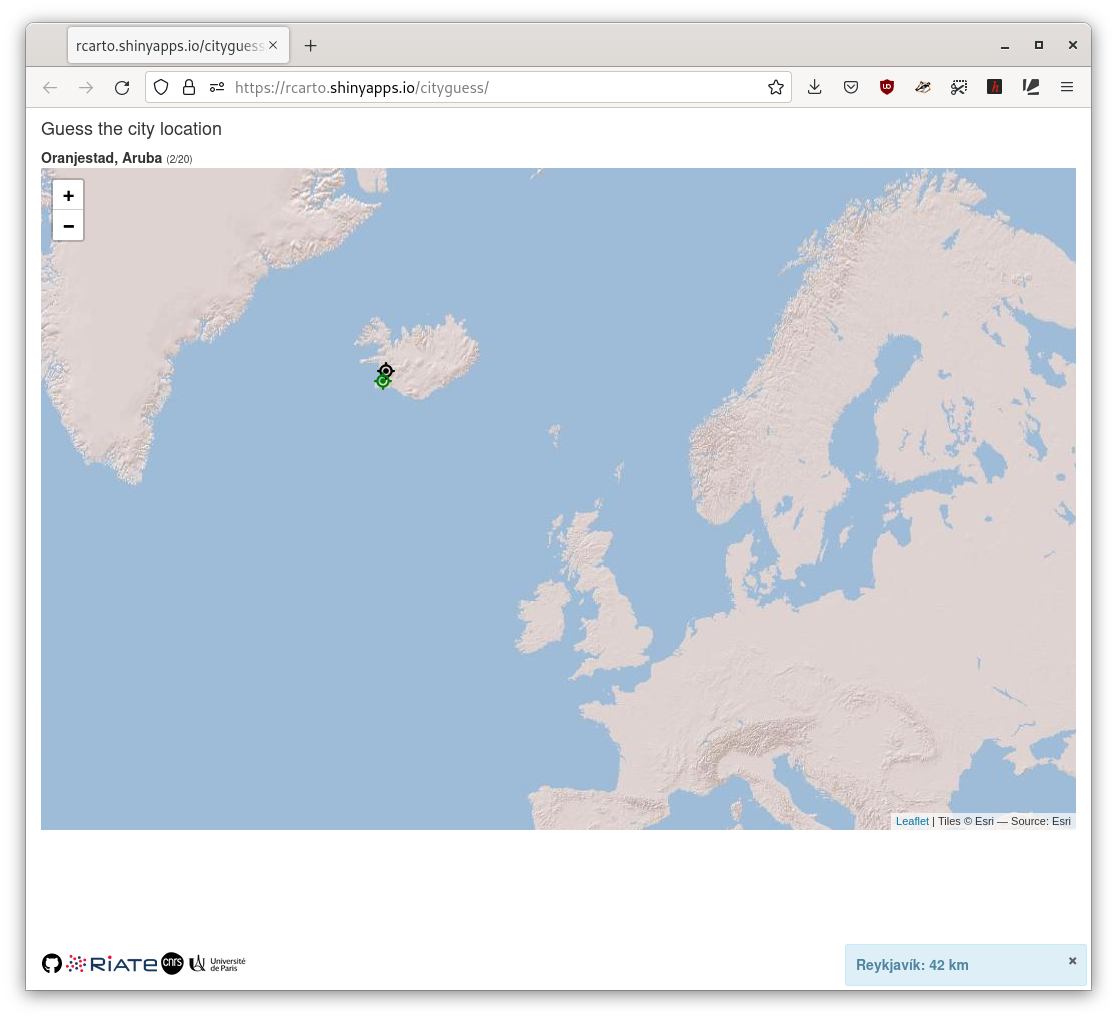 rcarto.shinyapps.io/cityguess
https://rcarto.shinyapps.io/cityguess/
Guess the city location
Oranjestad, Aruba (2/20)
+
−
Leaflet | Tiles © Esri — Source: Esri
RIATE cnrs Université
de Paris
Reykjavík: 42 km ×